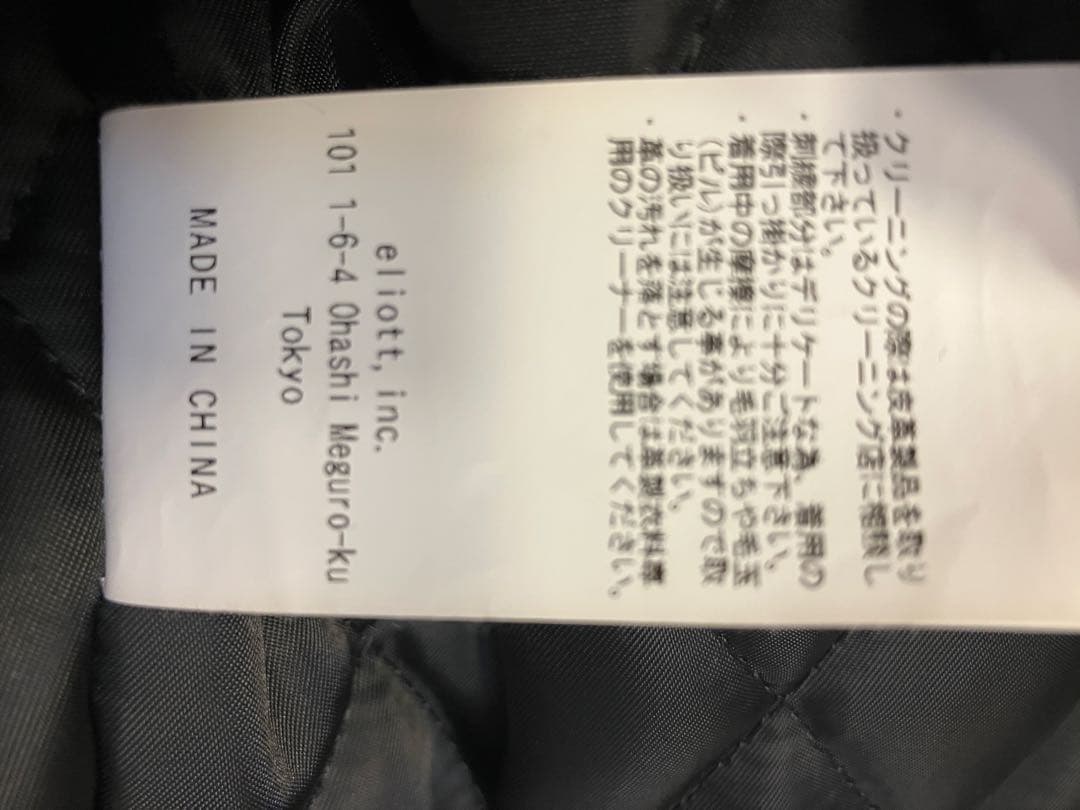 ・クリーニングの際は皮革製品を取り
扱っているクリーニング店に相談し
て下さい。
・刺繍部分はデリケートな為、着用の
際引っ掛かりに十分ご注意下さい。
・着用中の摩擦により毛羽立ちや毛玉
(ピル)が生じる事がありますので取
り扱いには注意してください。
・革の汚れを落とす場合は革製衣料専
用のクリーナーを使用してください。
eliott, inc.
101 1-6-4 Ohashi Meguro-ku
Tokyo
MADE IN CHINA